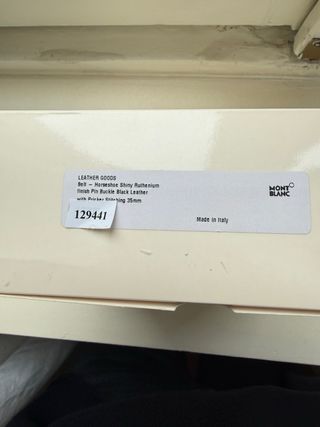 LEATHER GOODS
Belt - Horseshoe Shiny Ruthenium
finish Pin Buckle Black Leather
with Stitching 35mm
129441
Made in Italy
MONT
BLANC